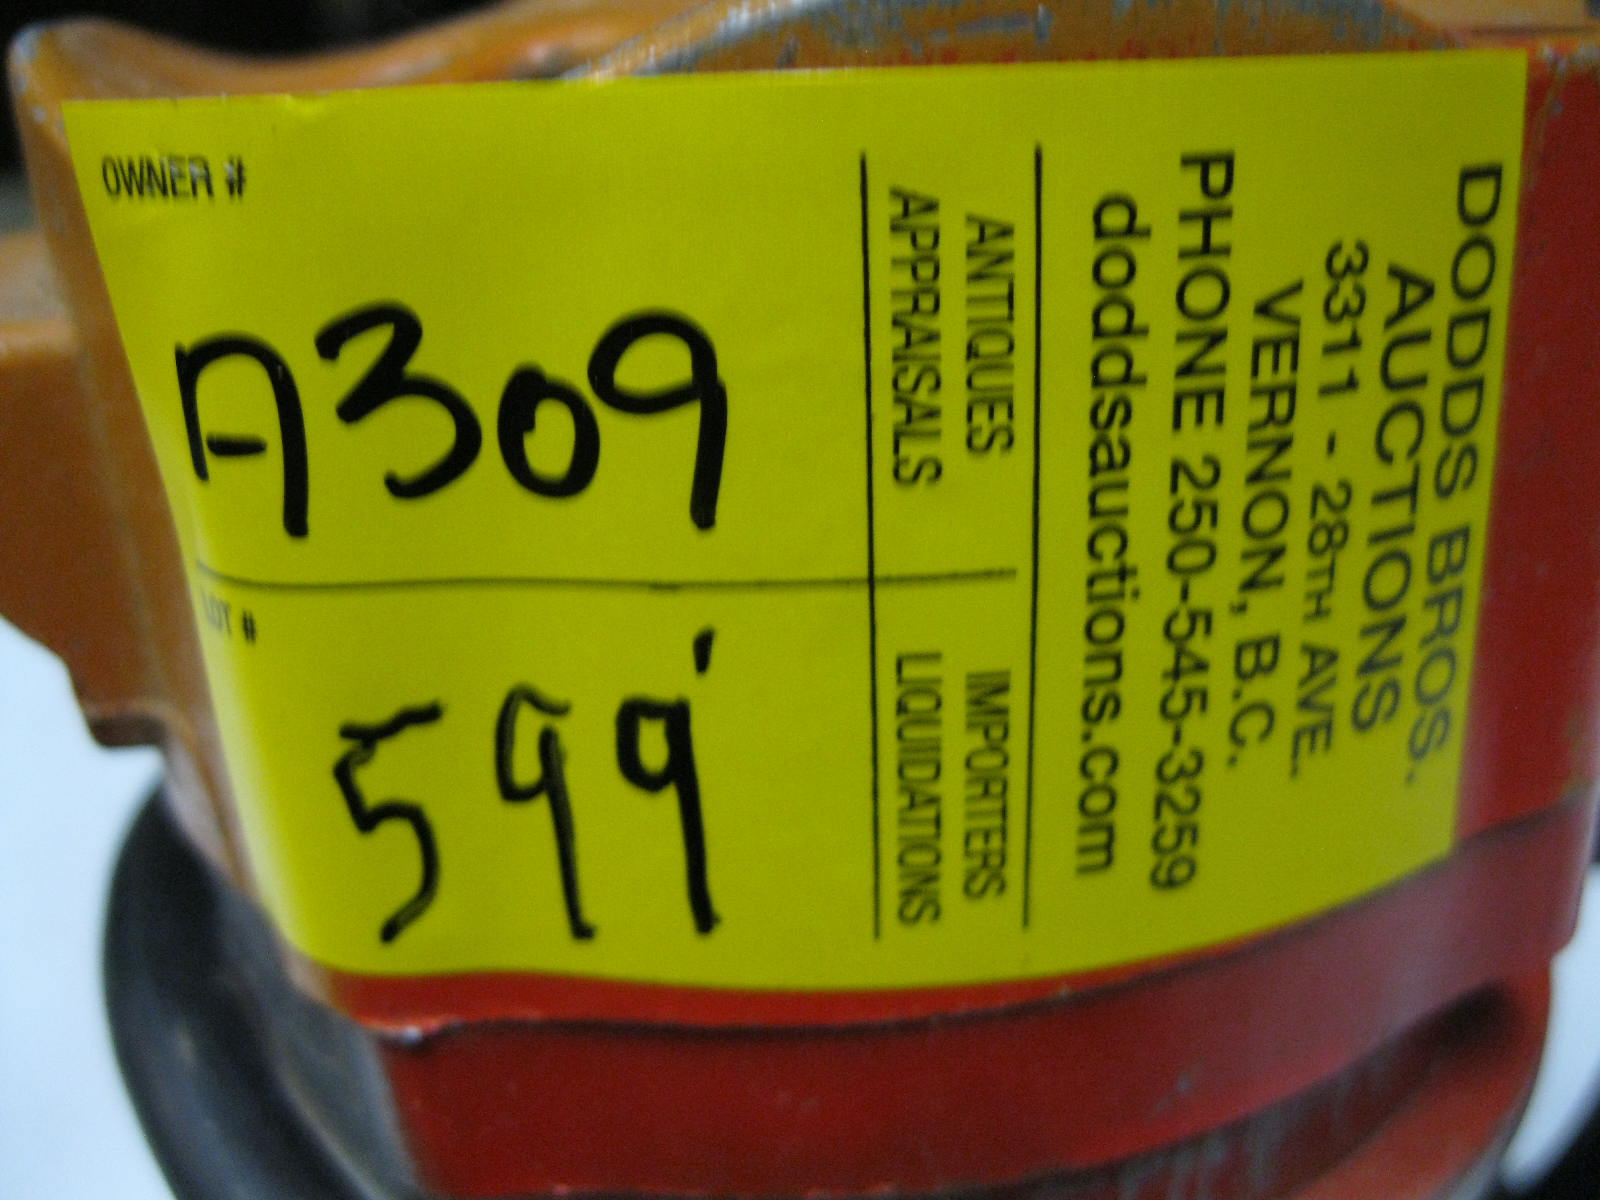 DODDS BROS.
AUCTIONS
3311 - 28TH AVE.
VERNON, B.C.
PHONE 250-545-3259
doddsauctions.com
ANTIQUES IMPORTERS
APPRAISALS LIQUIDATIONS
OWNER #
A309
LOT #
599